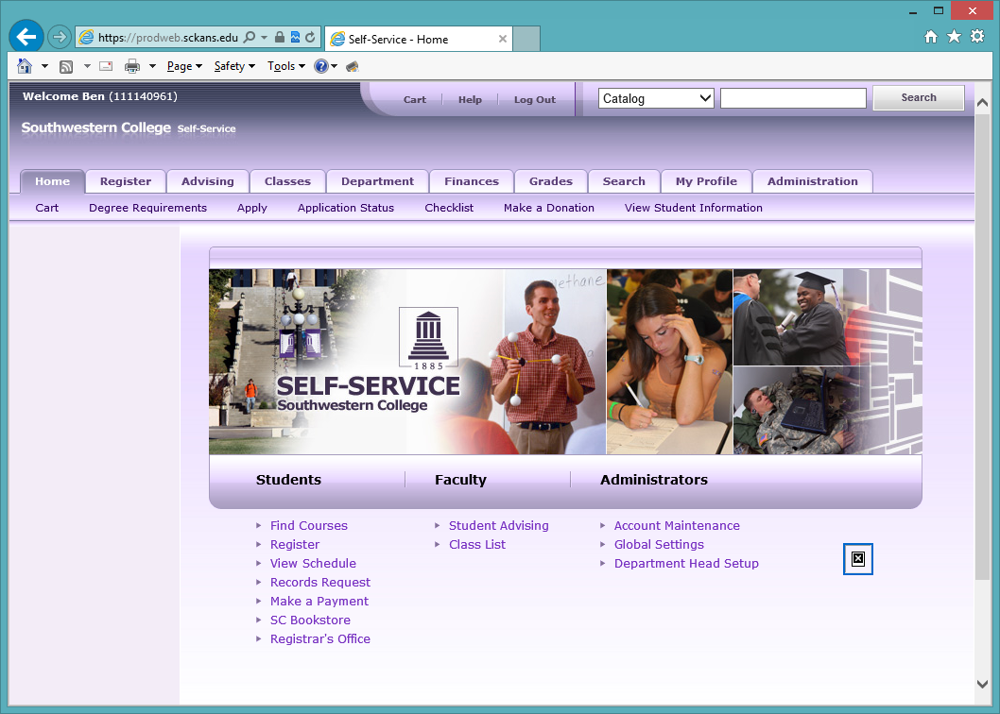 https://prodweb.sckans.edu
Self-Service - Home
Page Safety Tools
Welcome Ben (111140961)
Cart Help Log Out Catalog Search
Southwestern College Self-Service
Home Register Advising Classes Department Finances Grades Search My Profile Administration
Cart Degree Requirements Apply Application Status Checklist Make a Donation View Student Information
methane
1885
SELF-SERVICE
Southwestern College
Students Faculty Administrators
Find Courses Student Advising Account Maintenance
Register Class List Global Settings
View Schedule Department Head Setup
Records Request
Make a Payment
SC Bookstore
Registrar's Office